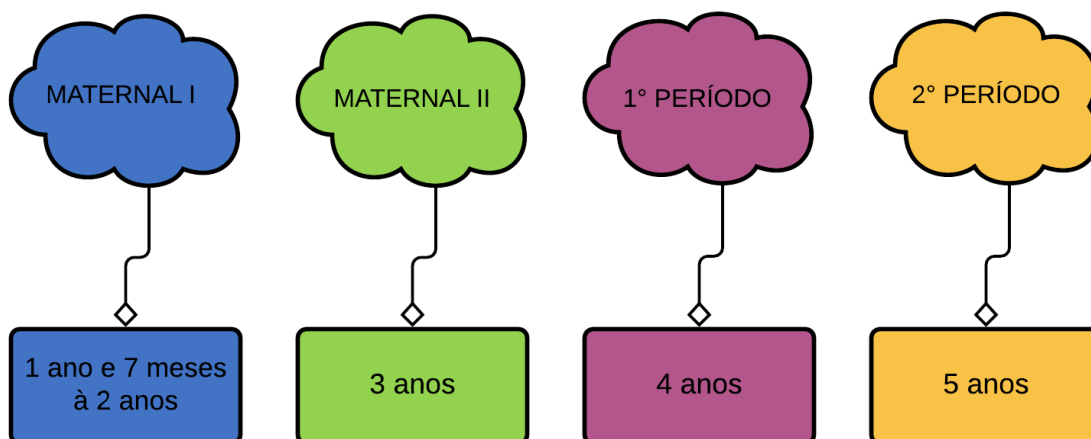 MATERNAL I
MATERNAL II
1° PERÍODO
2° PERÍODO
1 ano e 7 meses
à 2 anos
3 anos
4 anos
5 anos